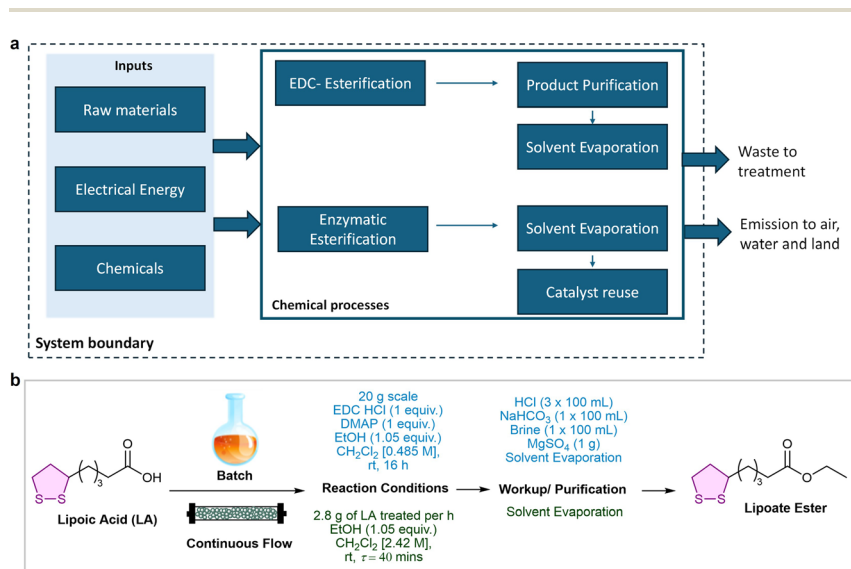 a
Inputs
Raw materials
Electrical Energy
Chemicals
EDC- Esterification
Product Purification
Solvent Evaporation
Enzymatic
Esterification
Solvent Evaporation
Catalyst reuse
Chemical processes
System boundary
Waste to
treatment
Emission to air,
water and land
b
O
OH
3
S-S
Lipoic Acid (LA)
Batch
Continuous Flow
20 g scale
EDC HCl (1 equiv.)
DMAP (1 equiv.)
EtOH (1.05 equiv.)
CH₂Cl₂ [0.485 M],
rt, 16 h
Reaction Conditions
2.8 g of LA treated per h
EtOH (1.05 equiv.)
CH₂Cl₂ [2.42 M],
rt, τ = 40 mins
HCl (3 x 100 mL)
NaHCO₃ (1 x 100 mL)
Brine (1 x 100 mL)
MgSO₄ (1 g)
Solvent Evaporation
Workup/ Purification
Solvent Evaporation
O
O
3
S-S
Lipoate Ester